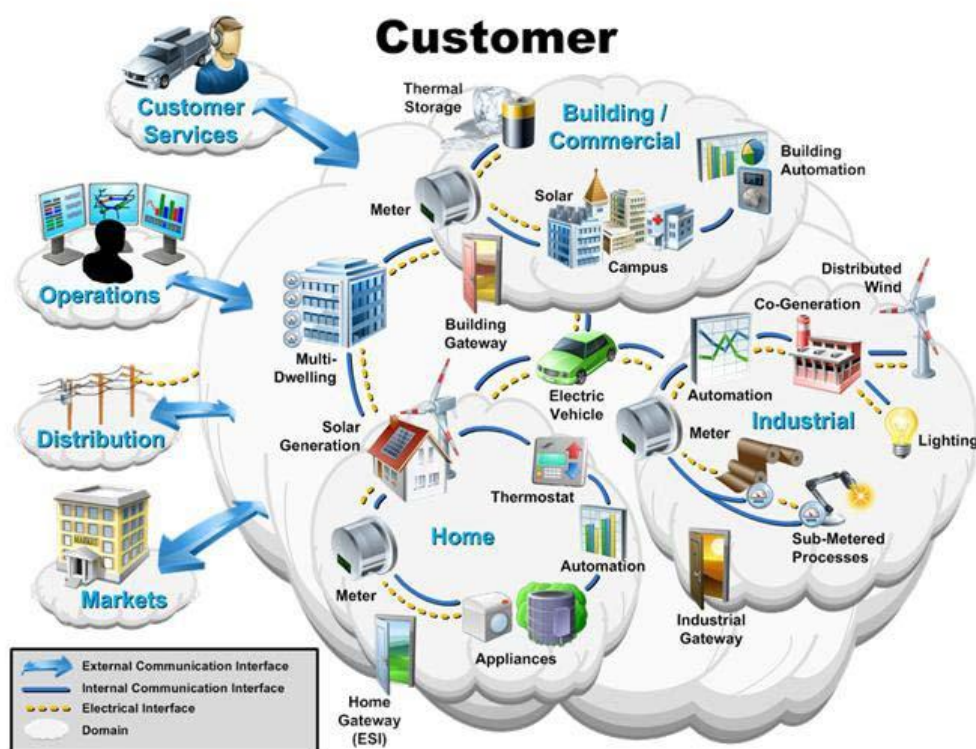 Customer
Customer
Services
Thermal
Storage
Building /
Commercial
Building
Automation
Meter
Solar
Campus
Operations
Multi-
Dwelling
Building
Gateway
Distributed
Wind
Co-Generation
Electric
Vehicle
Automation
Industrial
Meter
Lighting
Distribution
Solar
Generation
Thermostat
Sub-Metered
Processes
Home
Automation
Meter
MARKET
Markets
Appliances
Industrial
Gateway
Home
Gateway
(ESI)
External Communication Interface
Internal Communication Interface
Electrical Interface
Domain